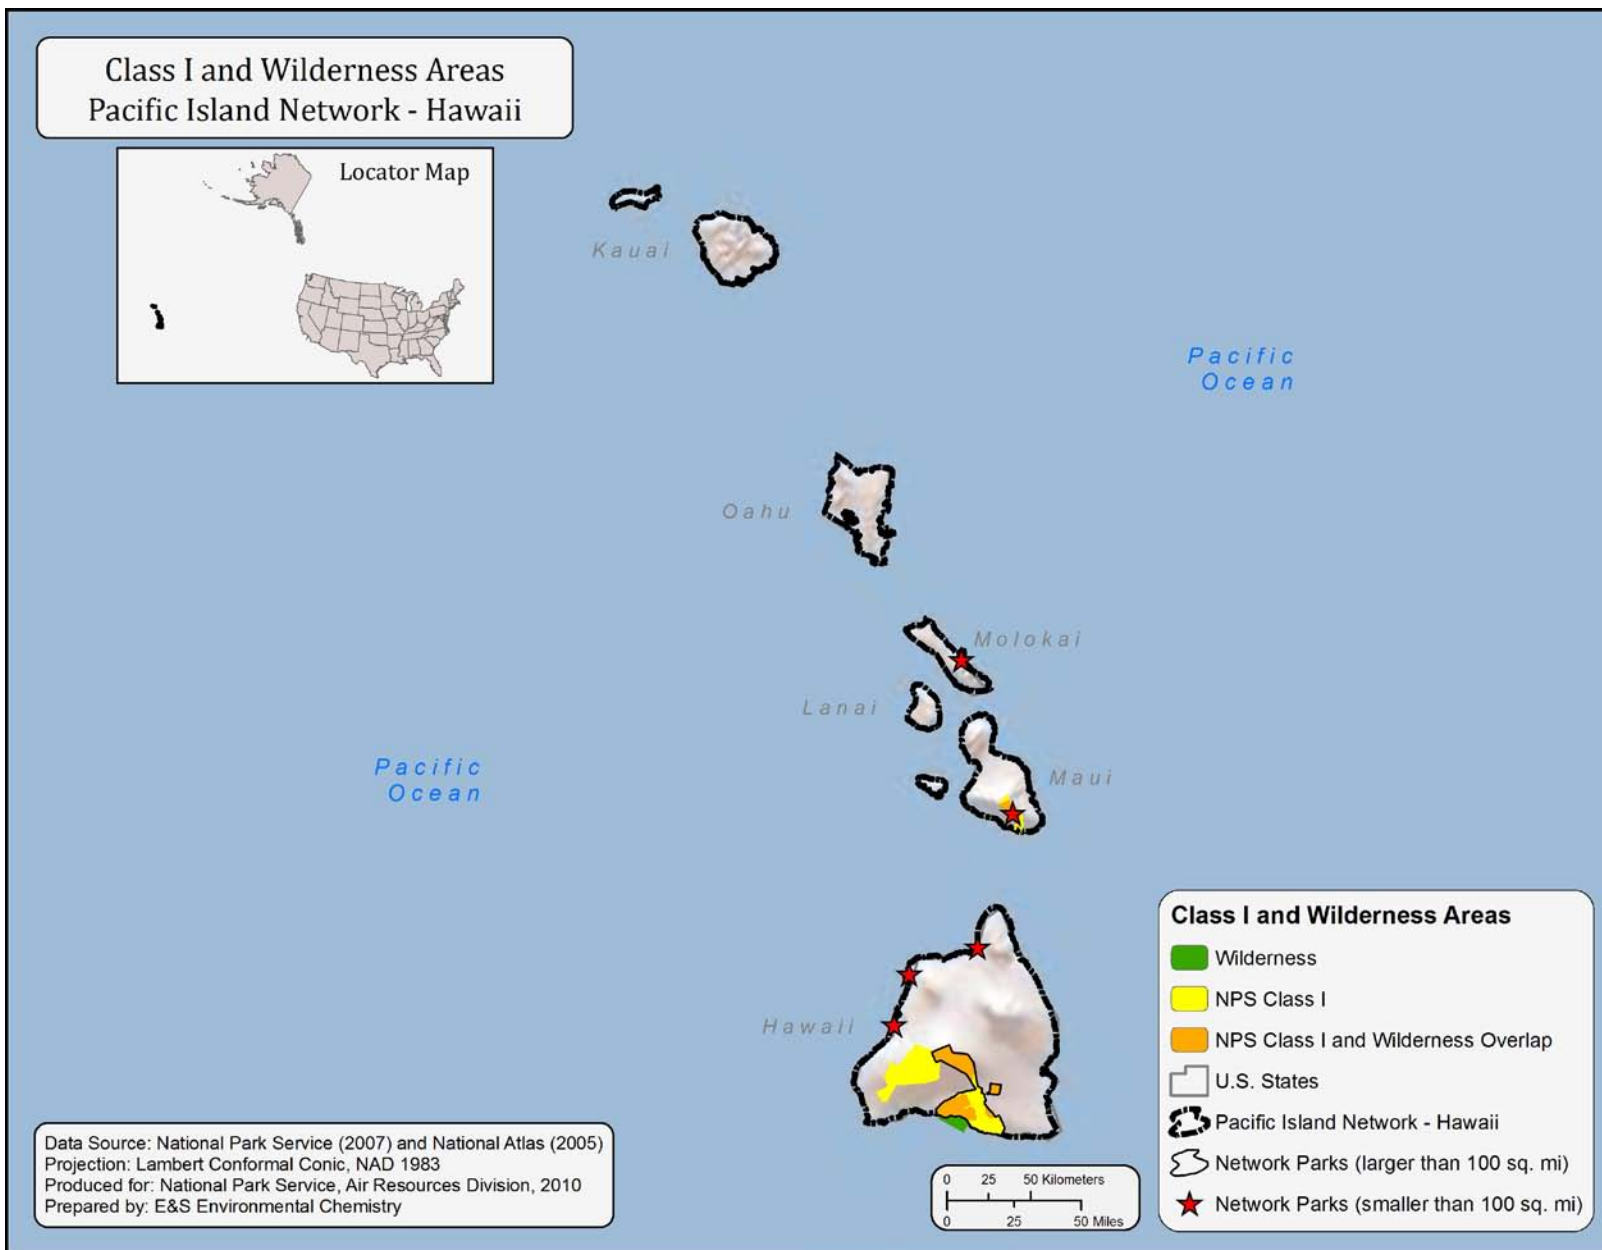 Class I and Wilderness Areas
Pacific Island Network - Hawaii
Locator Map
Kauai
Pacific
Ocean
Oahu
Molokai
Lanai
Pacific
Ocean
Maui
Hawaii
Class I and Wilderness Areas
Wilderness
NPS Class I
NPS Class I and Wilderness Overlap
U.S. States
Pacific Island Network - Hawaii
Network Parks (larger than 100 sq. mi)
Network Parks (smaller than 100 sq. mi)
Data Source: National Park Service (2007) and National Atlas (2005)
Projection: Lambert Conformal Conic, NAD 1983
Produced for: National Park Service, Air Resources Division, 2010
Prepared by: E&S Environmental Chemistry
0 25 50 Kilometers
0 25 50 Miles